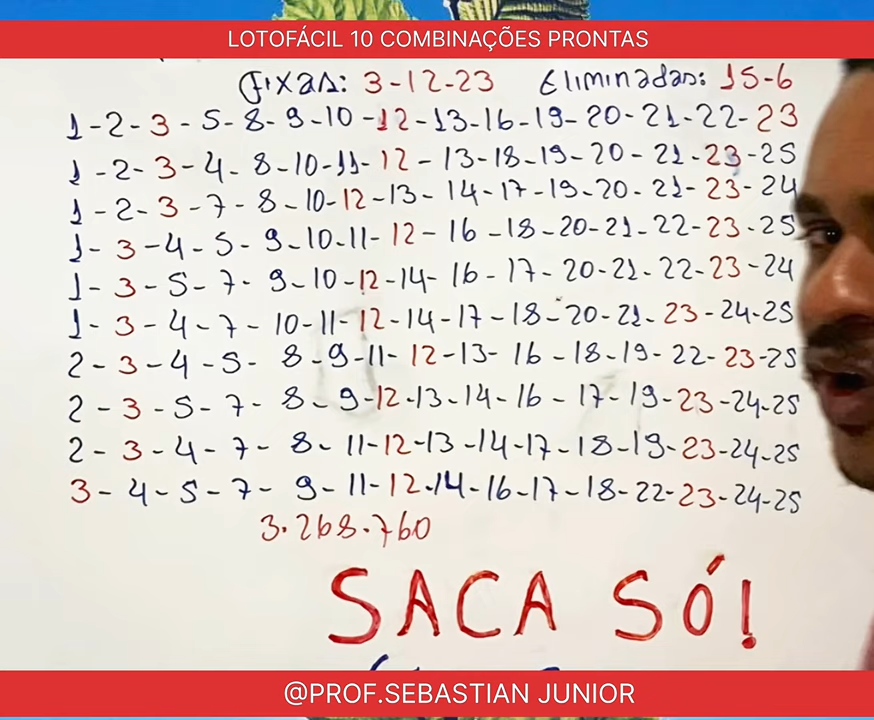 LOTOFÁCIL 10 COMBINAÇÕES PRONTAS
Fixas: 3-12-23 Eliminadas: 15-6
1-2-3-5-8-9-10-12-13-16-19-20-21-22-23
1-2-3-4-8-10-11-12-13-18-19-20-21-23-25
1-2-3-7-8-10-12-13-14-17-19-20-21-23-24
1-3-4-5-9-10-11-12-16-18-20-21-22-23-25
1-3-5-7-9-10-12-14-16-17-20-21-22-23-24
1-3-4-7-10-11-12-14-17-18-20-21-23-24-25
2-3-4-5-8-9-11-12-13-16-18-19-22-23-25
2-3-5-7-8-9-12-13-14-16-17-19-23-24-25
2-3-4-7-8-11-12-13-14-17-18-19-23-24-25
3-4-5-7-9-11-12-14-16-17-18-22-23-24-25
3.268.760
SACA SÓ!
@PROF.SEBASTIAN JUNIOR